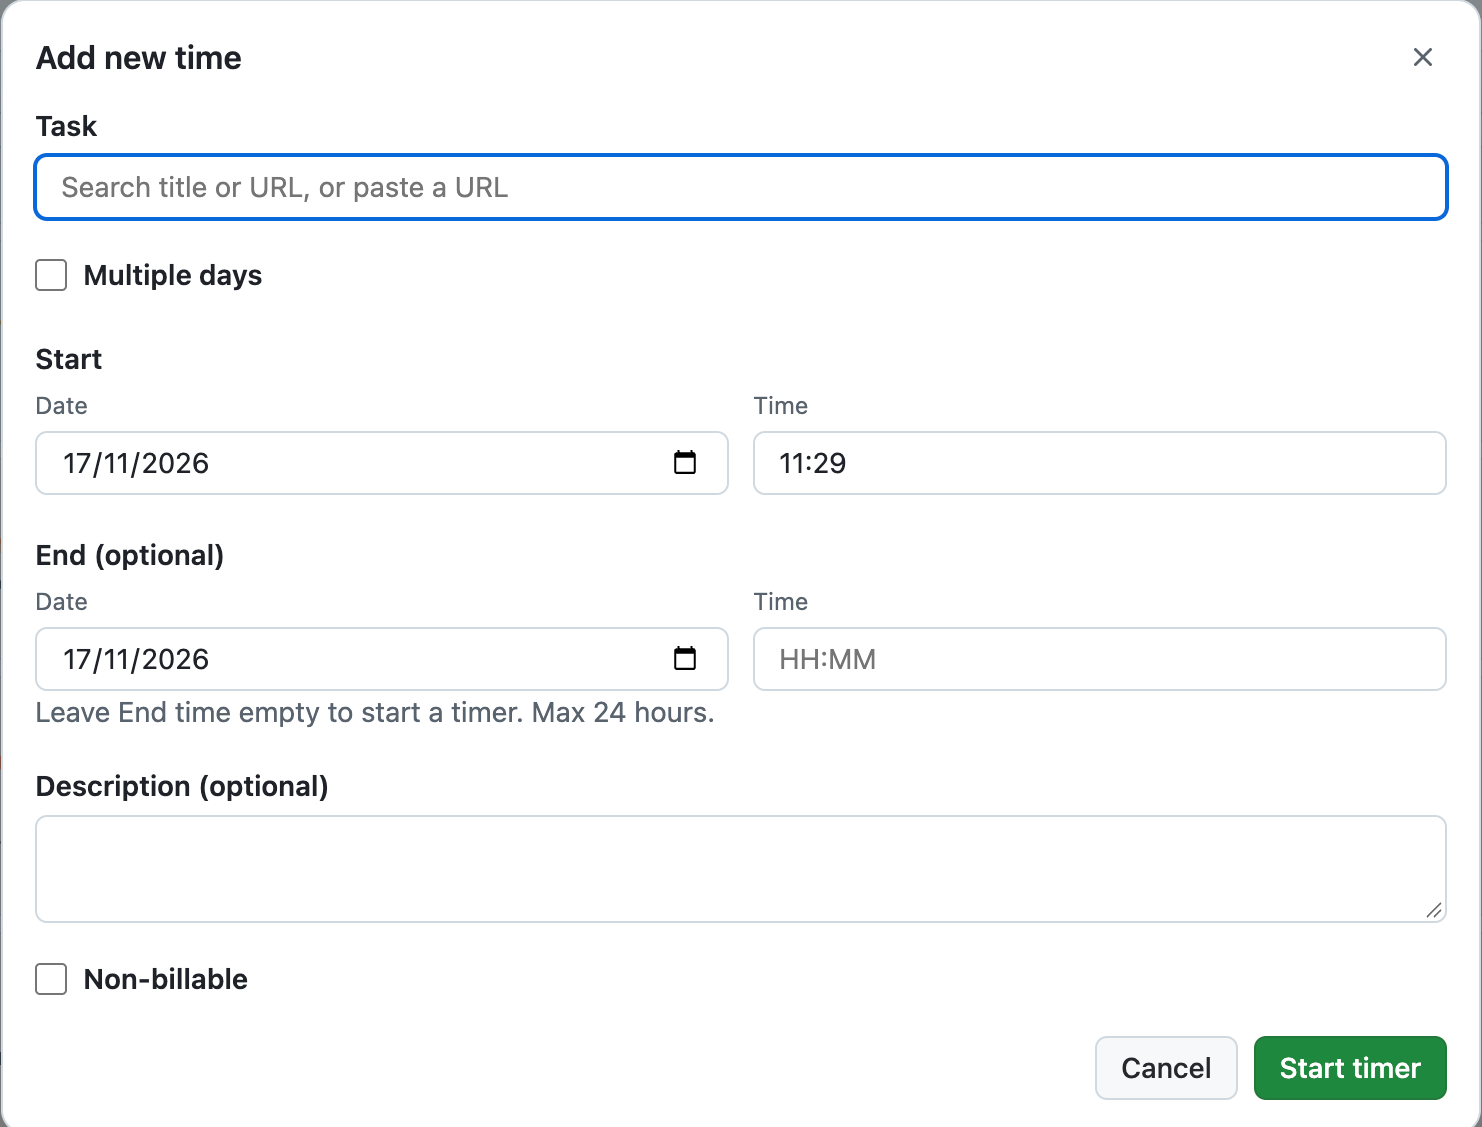 Add new time
Task
Search title or URL, or paste a URL
Multiple days
Start
Date
Time
17/11/2026
11:29
End (optional)
Date
Time
17/11/2026
HH:MM
Leave End time empty to start a timer. Max 24 hours.
Description (optional)
Non-billable
Cancel
Start timer